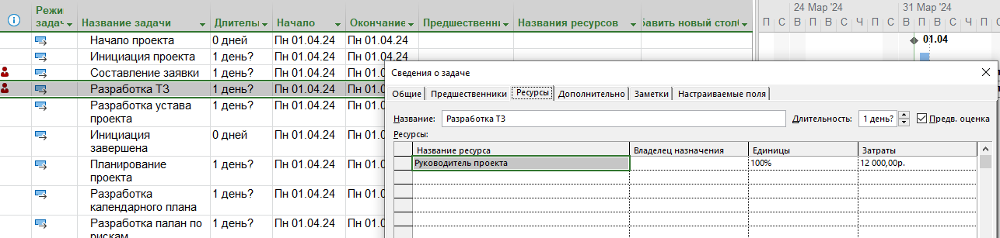 Режи задач
Название задачи
Длителы
Начало
Окончание
Предшественни
Названия ресурсов
бавить новый столб
24 Мар '24
31 Мар '24
П С В П В С Ч П С В П В С Ч П С
Начало проекта 0 дней Пн 01.04.24 Пн 01.04.24
01.04
Инициация проекта 1 день? Пн 01.04.24 Пн 01.04.24
Составление заявки 1 день? Пн 01.04.24 Пн 01.0
Разработка ТЗ 1 день? Пн 01.04.24 Пн 01.0
Разработка устава 1 день? Пн 01.04.24 Пн 01.0
проекта
Инициация 0 дней Пн 01.04.24 Пн 01.0
завершена
Планирование 1 день? Пн 01.04.24 Пн 01.0
проекта
Разработка 1 день? Пн 01.04.24 Пн 01.0
календарного плана
Разработка палан по 1 день? Пн 01.04.24 Пн 01.0
рискам
Сведения о задаче
Общие Предшественники Ресурсы Дополнительно Заметки Настраиваемые поля
Название: Разработка ТЗ Длительность: 1 день? Предв. оценка
Ресурсы:
Название ресурса Владелец назначения Единицы Затраты
Руководитель проекта 100% 12 000,00р.